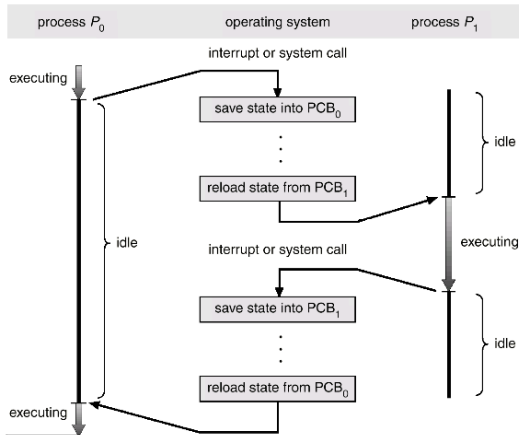 process P0 operating system process P1
interrupt or system call
executing
save state into PCB0
idle
reload state from PCB1
idle
executing
interrupt or system call
save state into PCB1
idle
reload state from PCB0
executing